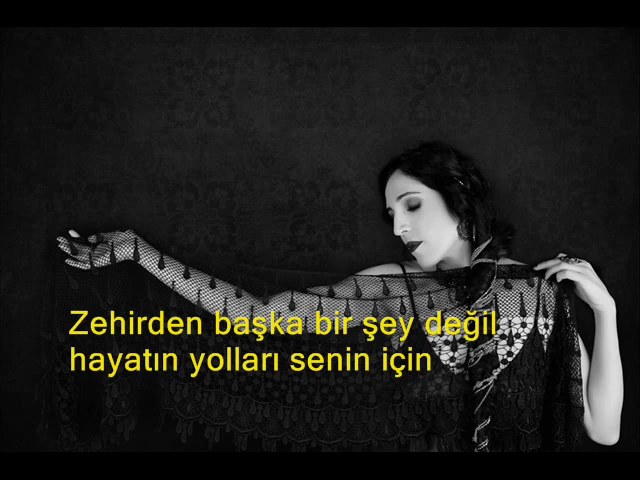 Zehirden başka bir şey değil
hayatın yolları senin için